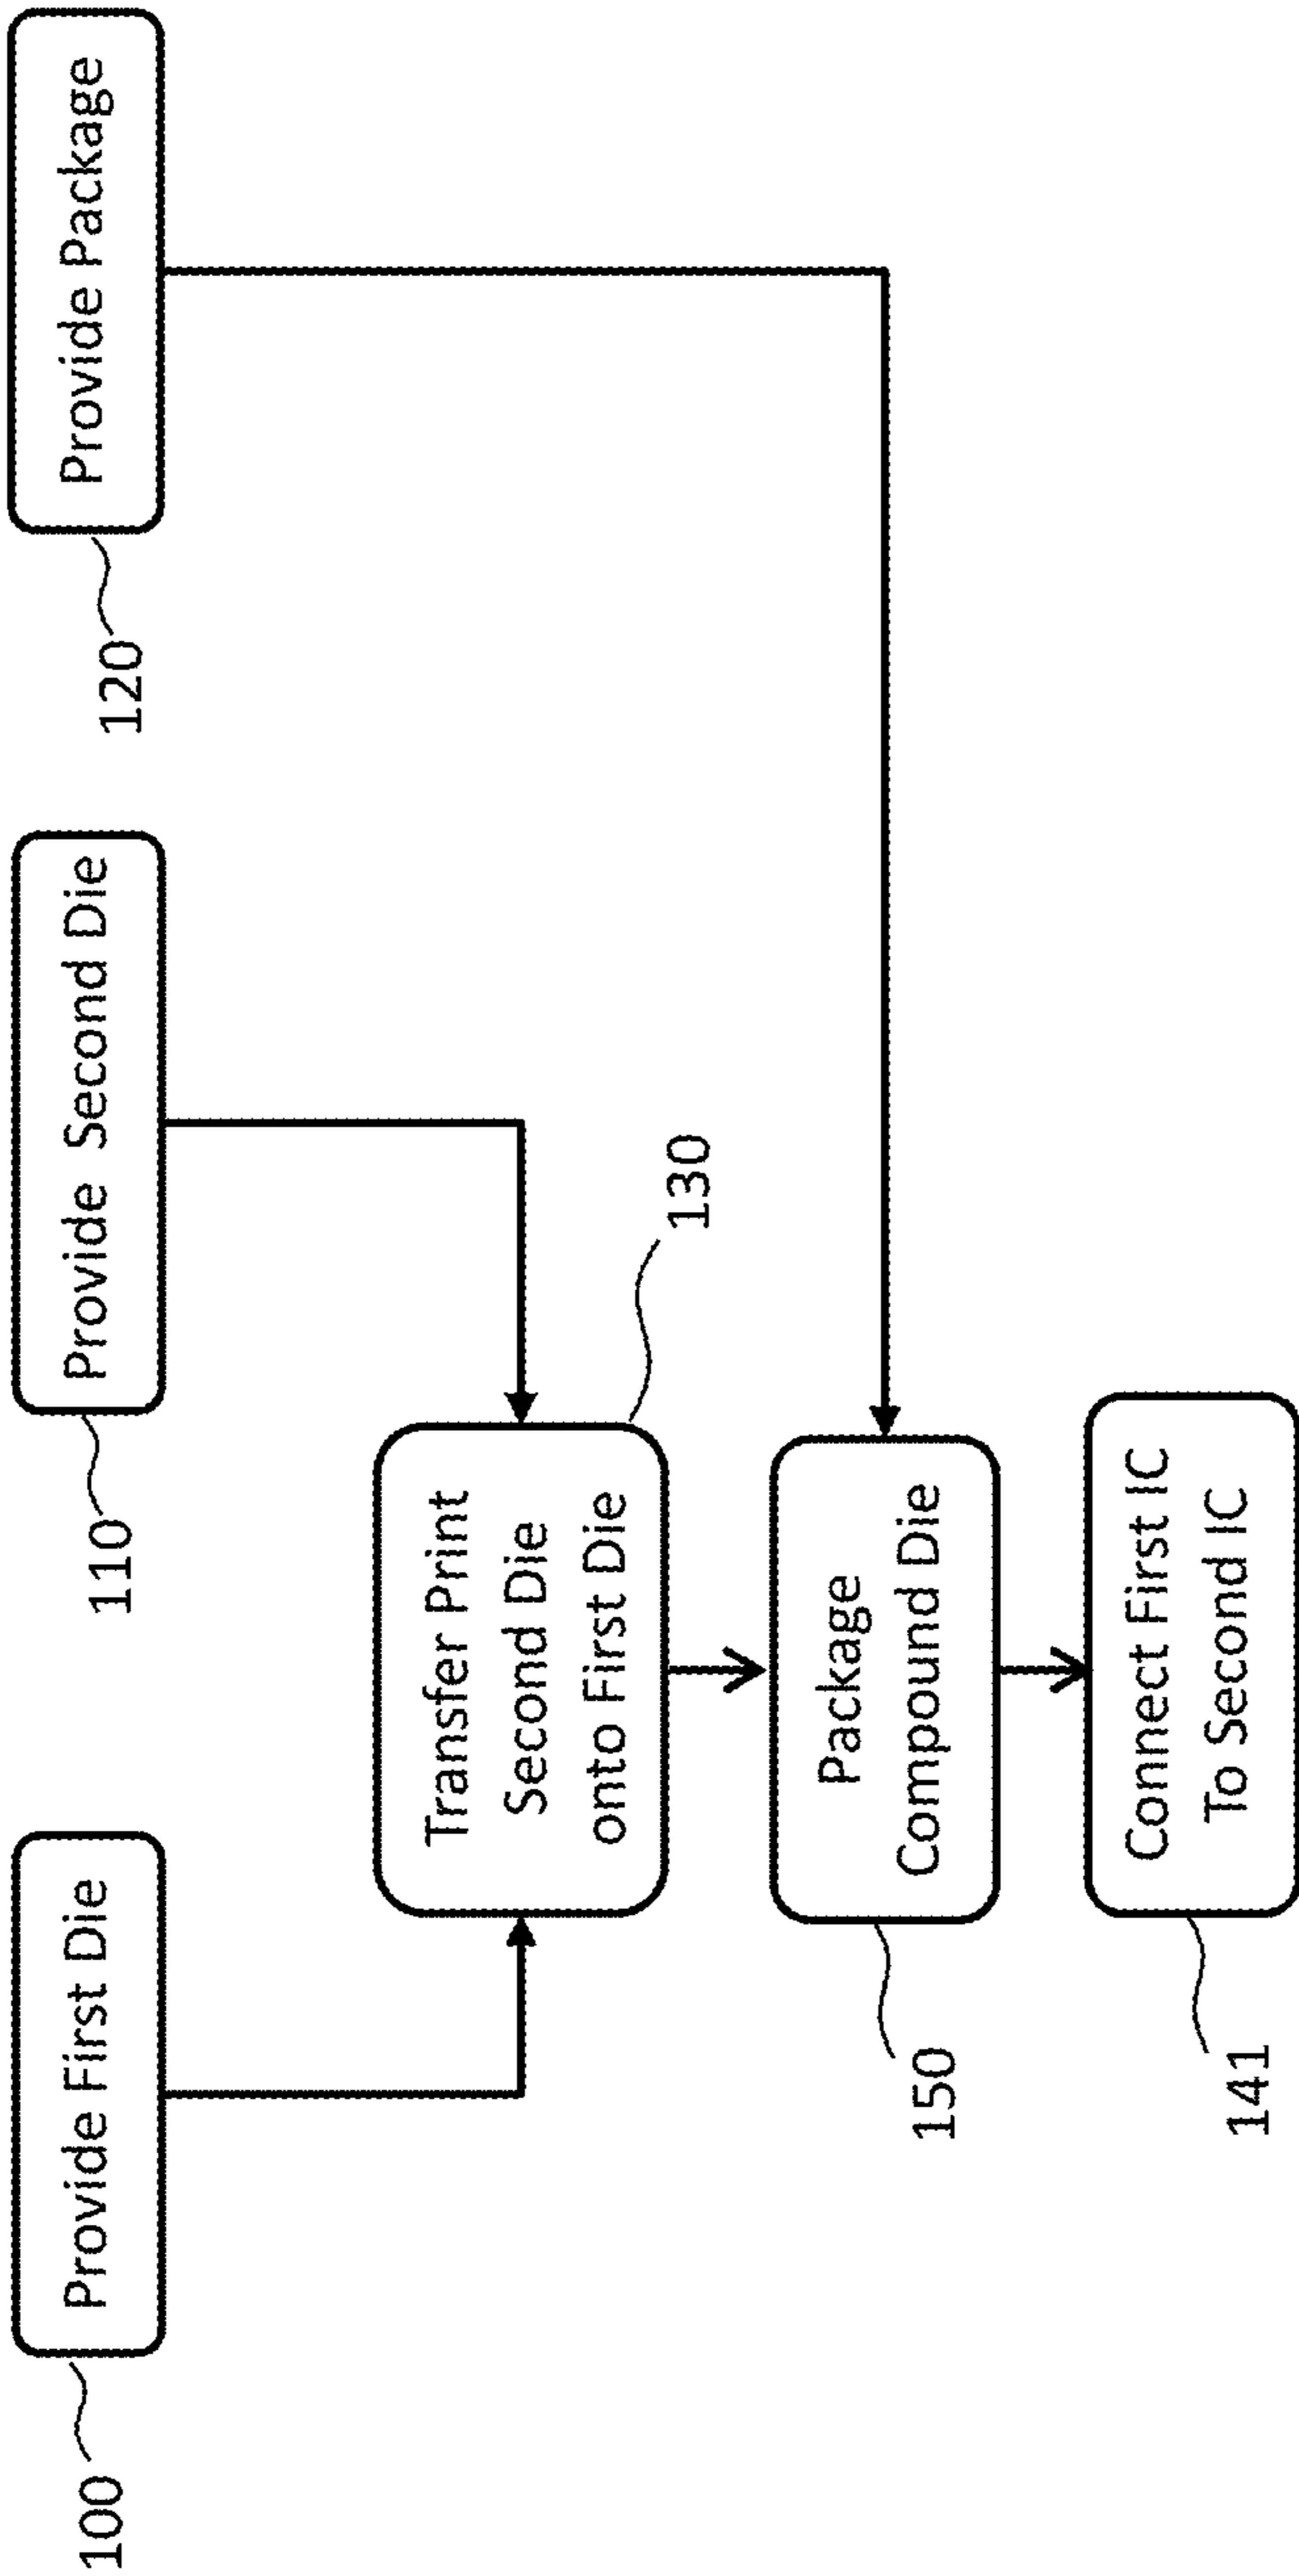 100
Provide First Die
110
Provide Second Die
120
Provide Package
Transfer Print
Second Die
onto First Die
130
150
Package
Compound Die
141
Connect First IC
To Second IC